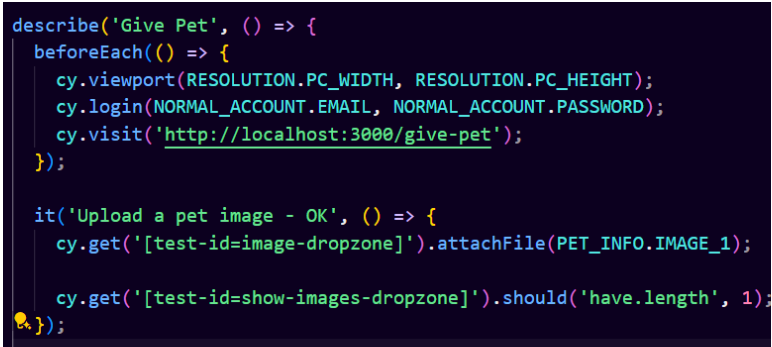 describe('Give Pet', () => {
  beforeEach(() => {
    cy.viewport(RESOLUTION.PC_WIDTH, RESOLUTION.PC_HEIGHT);
    cy.login(NORMAL_ACCOUNT.EMAIL, NORMAL_ACCOUNT.PASSWORD);
    cy.visit('http://localhost:3000/give-pet');
  });

  it('Upload a pet image - OK', () => {
    cy.get('[test-id=image-dropzone]').attachFile(PET_INFO.IMAGE_1);

    cy.get('[test-id=show-images-dropzone]').should('have.length', 1);
  });